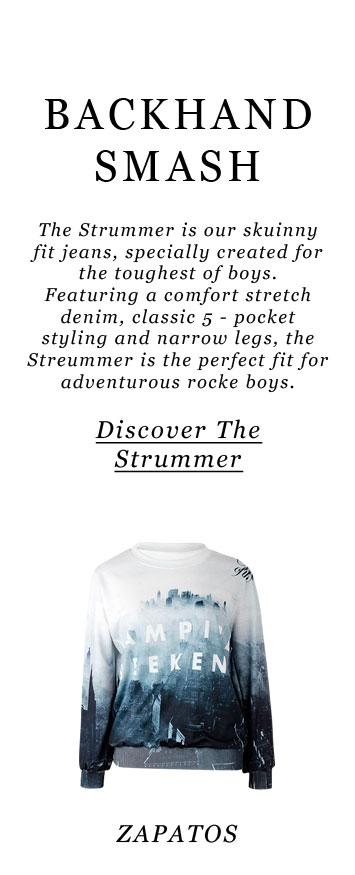 BACKHAND
SMASH
The Strummer is our skuinny
fit jeans, specially created for
the toughest of boys.
Featuring a comfort stretch
denim, classic 5 - pocket
styling and narrow legs, the
Streummer is the perfect fit for
adventurous rocke boys.
Discover The
Strummer
MPI
EEKEN
ZAPATOS